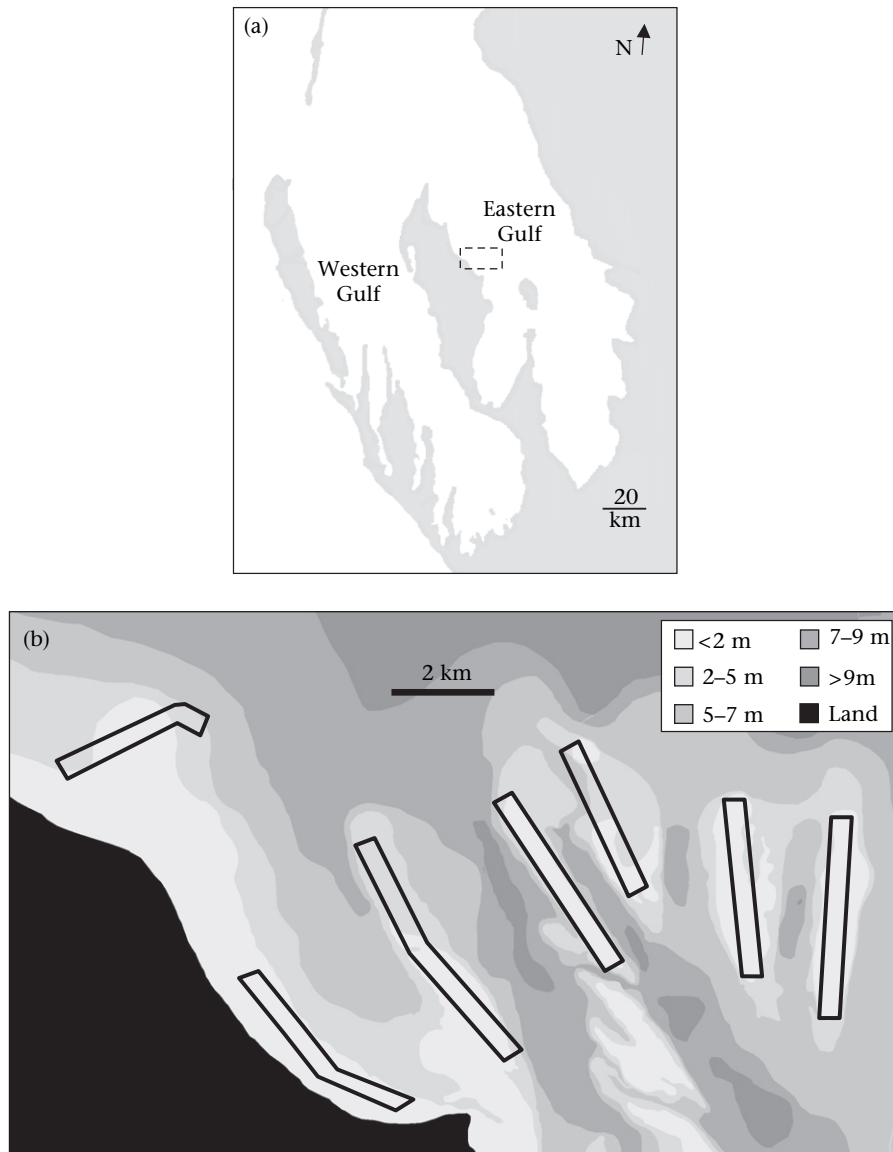 (a)
N
Eastern
Gulf
Western
Gulf
20
km
(b)
2 km
<2 m
7–9 m
2–5 m
>9m
5–7 m
Land